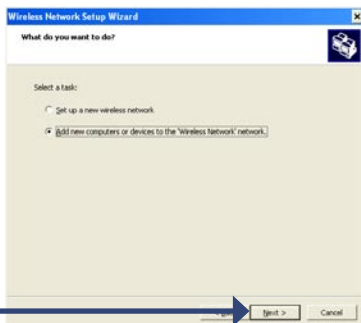 Wireless Network Setup Wizard
What do you want to do?
Select a task:
Set up a new wireless network
Add new computers or devices to the 'Wireless Network' network.
Next >
Cancel